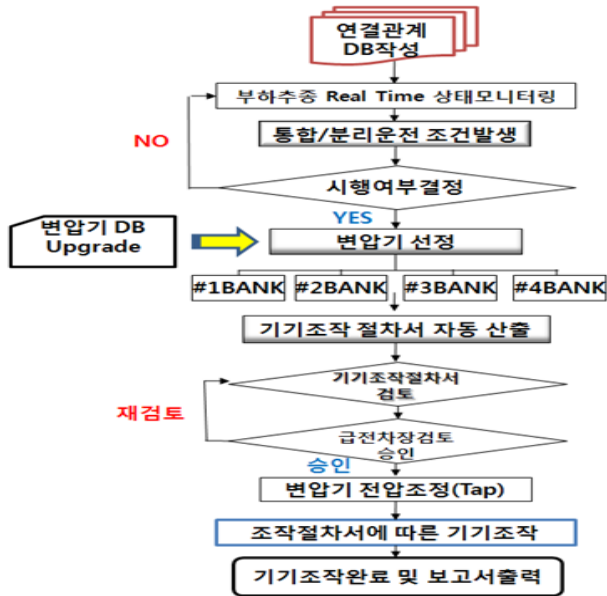 연결관계
DB작성
부하추종 Real Time 상태모니터링
NO
통합/분리운전 조건발생
시행여부결정
YES
변압기 DB
Upgrade
변압기 선정
#1BANK #2BANK #3BANK #4BANK
기기조작 절차서 자동 산출
기기조작절차서
검토
재검토
급전차장검토
승인
승인
변압기 전압조정(Tap)
조작절차서에 따른 기기조작
기기조작완료 및 보고서출력